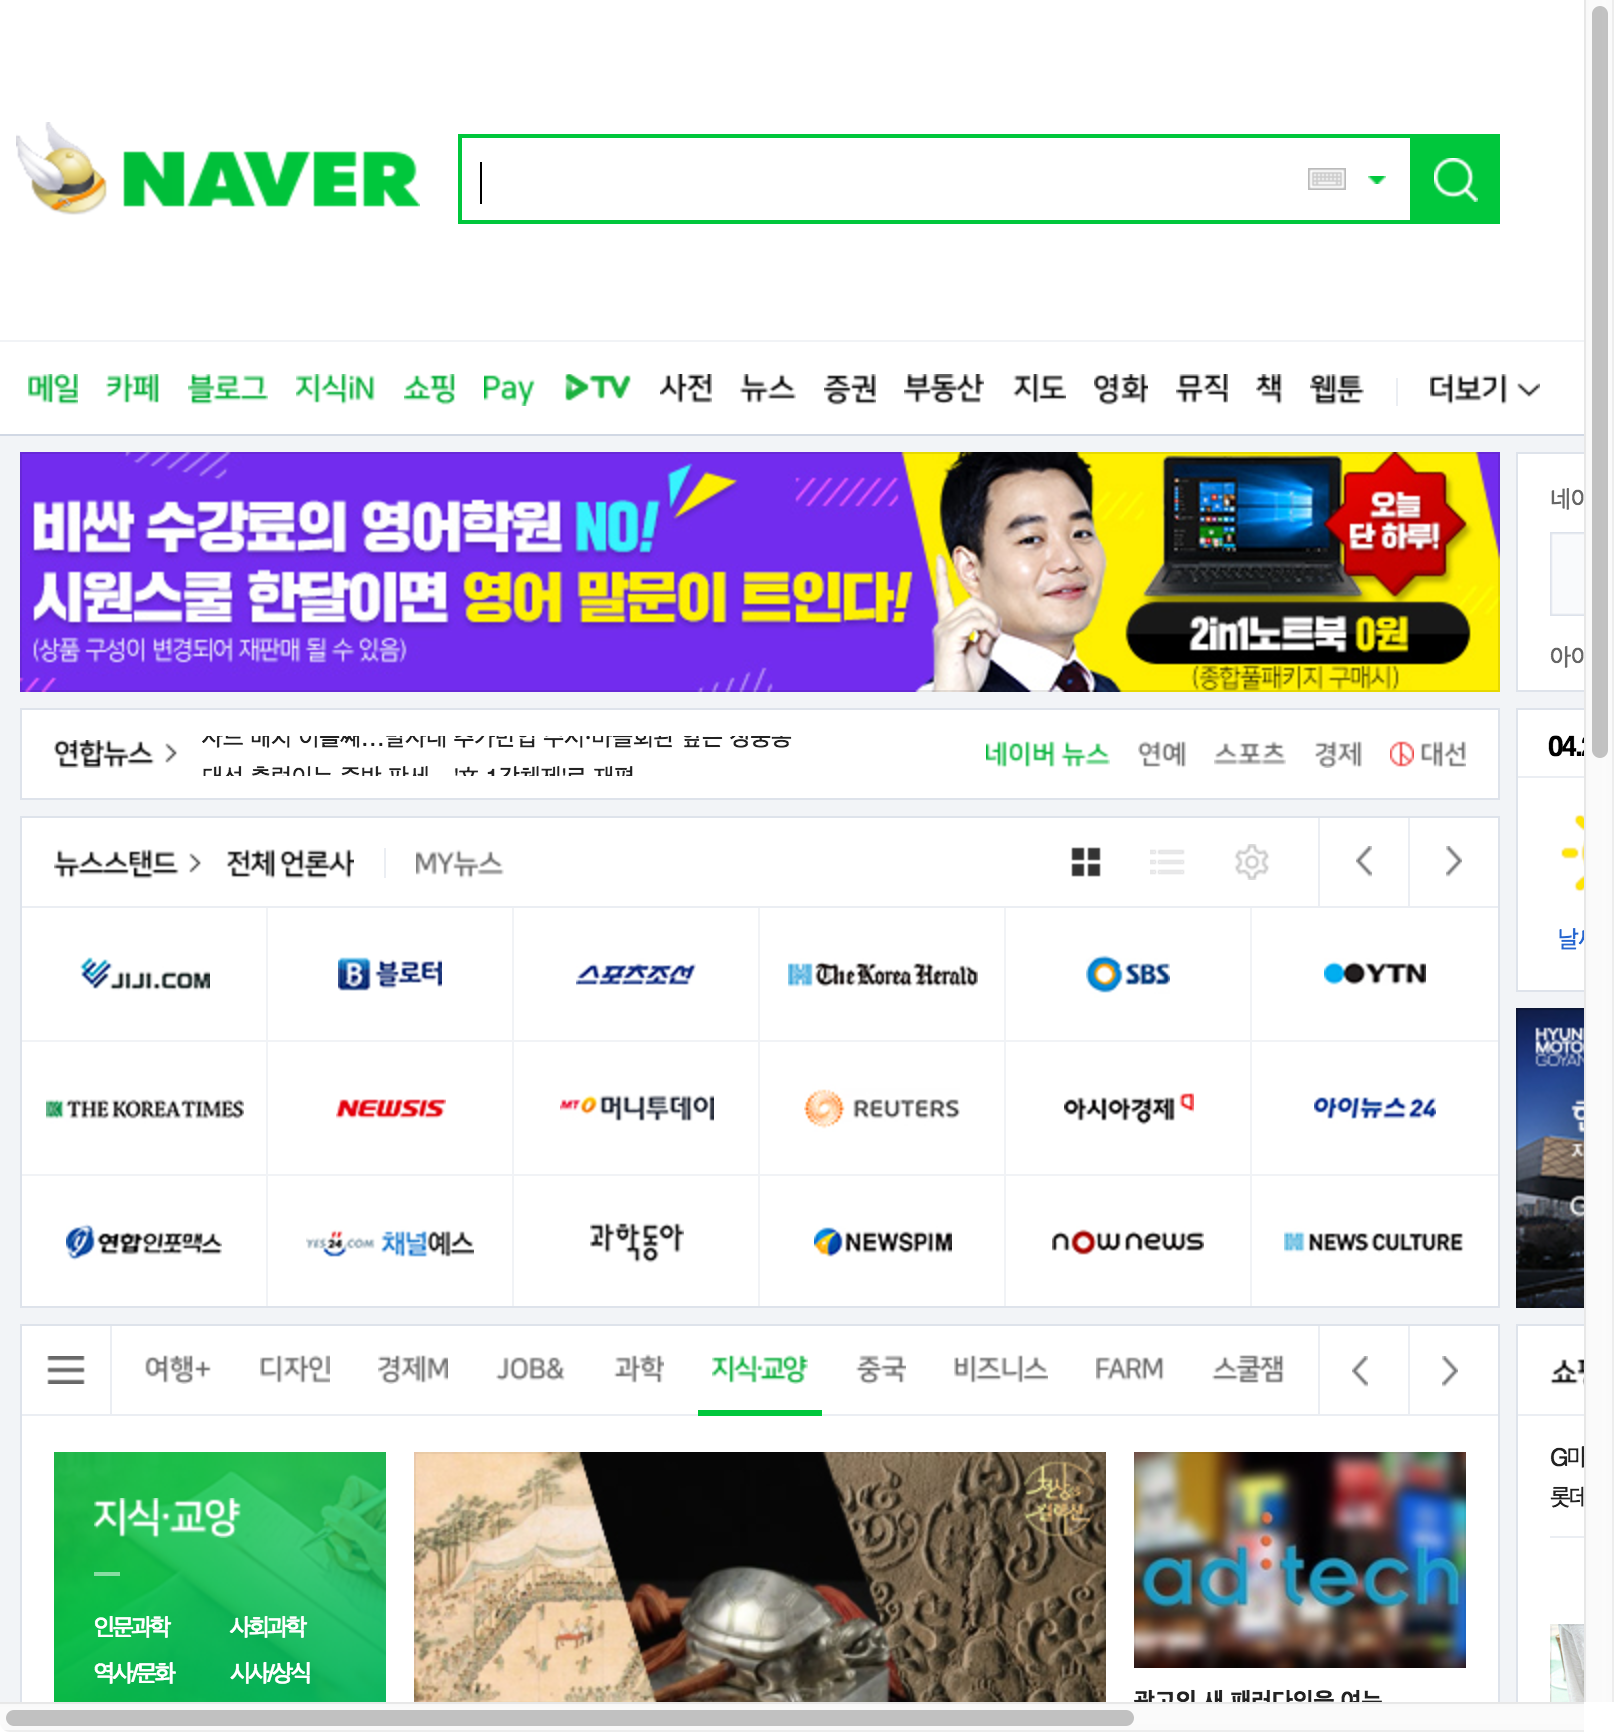 NAVER
메일 카페 블로그 지식iN 쇼핑 Pay TV 사전 뉴스 증권 부동산 지도 영화 뮤직 책 웹툰 더보기
비싼 수강료의 영어학원 NO!
시원스쿨 한달이면 영어 말문이 트인다!
(상품 구성이 변경되어 재판매 될 수 있음)
오늘
단 하루!
2in1노트북 0원
(종합풀패키지 구매시)
네이
아이
연합뉴스
네이버 뉴스 연예 스포츠 경제 대선
04.2
뉴스스탠드 전체 언론사 MY뉴스
날씨
JIJI.COM B 블로터 스포츠조선 The Korea Herald SBS YTN
HYUN
MOTO
GOYAN
THE KOREA TIMES NEWSIS MTO 머니투데이 REUTERS 아시아경제 아이뉴스24
연합인포맥스 YES24.COM 채널예스 과학동아 NEWSPIM nownews NEWS CULTURE
여행+ 디자인 경제M JOB& 과학 지식·교양 중국 비즈니스 FARM 스쿨잼
쇼핑
G마
롯데
지식·교양
인문과학 사회과학
역사/문화 시사/상식
ad:tech
광고의 새 패러다임을 여는